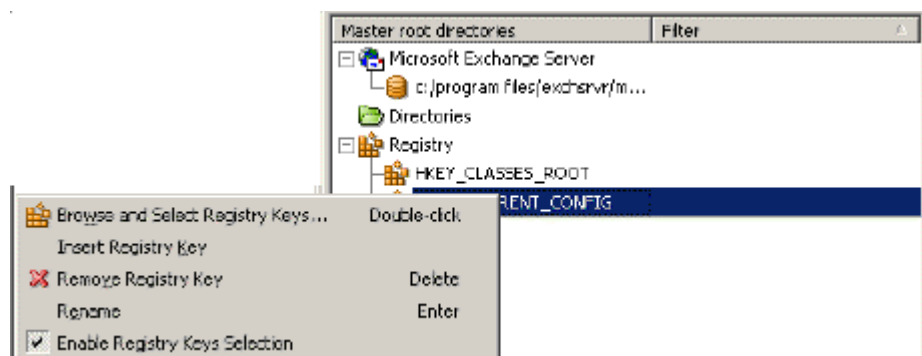 Master root directories Filter
Microsoft Exchange Server
c:/program files/exchsrvr/m...
Directories
Registry
HKEY_CLASSES_ROOT
RENT_CONFIG
Browse and Select Registry Keys... Double-click
Insert Registry Key
Remove Registry Key Delete
Rename Enter
Enable Registry Keys Selection